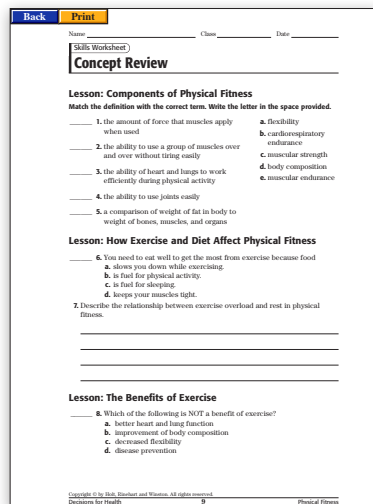 Back Print
Name Class Date
Skills Worksheet
Concept Review
Lesson: Components of Physical Fitness
Match the definition with the correct term. Write the letter in the space provided.
1. the amount of force that muscles apply
when used
2. the ability to use a group of muscles over
and over without tiring easily
3. the ability of heart and lungs to work
efficiently during physical activity
4. the ability to use joints easily
5. a comparison of weight of fat in body to
weight of bones, muscles, and organs
a. flexibility
b. cardiorespiratory
endurance
c. muscular strength
d. body composition
e. muscular endurance
Lesson: How Exercise and Diet Affect Physical Fitness
6. You need to eat well to get the most from exercise because food
a. slows you down while exercising.
b. is fuel for physical activity.
c. is fuel for sleeping.
d. keeps your muscles tight.
7. Describe the relationship between exercise overload and rest in physical
fitness.
Lesson: The Benefits of Exercise
8. Which of the following is NOT a benefit of exercise?
a. better heart and lung function
b. improvement of body composition
c. decreased flexibility
d. disease prevention
Copyright © by Holt, Rinehart and Winston. All rights reserved.
Decisions for Health 9 Physical Fitness